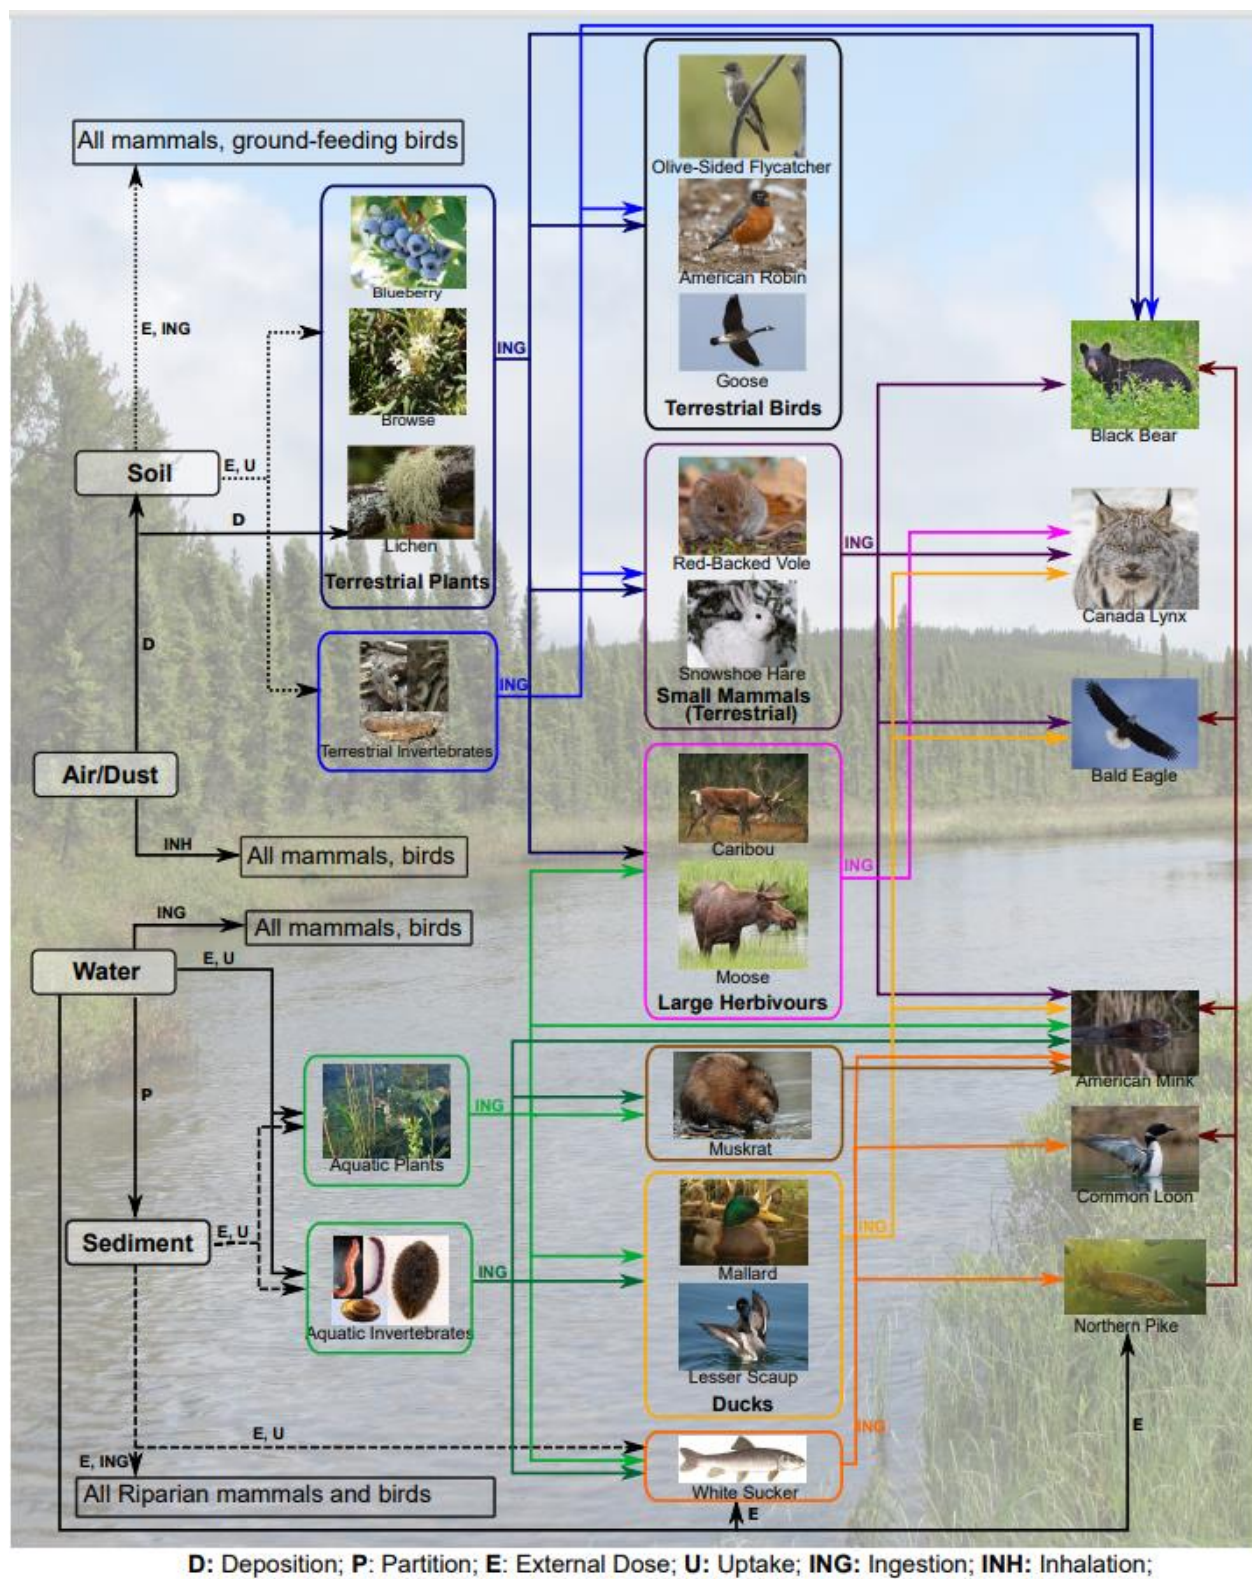 Olive-Sided Flycatcher
All mammals, ground-feeding birds
American Robin
Blueberry
E, ING
ING
Goose
Terrestrial Birds
Browse
Black Bear
Soil
E, U
D
Lichen
ING
Red-Backed Vole
Terrestrial Plants
Canada Lynx
D
Snowshoe Hare
ING
Small Mammals
(Terrestrial)
Terrestrial Invertebrates
Air/Dust
Bald Eagle
INH
All mammals, birds
Caribou
ING
ING
All mammals, birds
Water
E, U
Moose
Large Herbivours
American Mink
P
ING
Muskrat
Aquatic Plants
Common Loon
ING
Sediment
E, U
ING
Mallard
Aquatic Invertebrates
Northern Pike
Lesser Scaup
Ducks
ING
E, U
E
E, ING
All Riparian mammals and birds
White Sucker
E
D: Deposition; P: Partition; E: External Dose; U: Uptake; ING: Ingestion; INH: Inhalation;